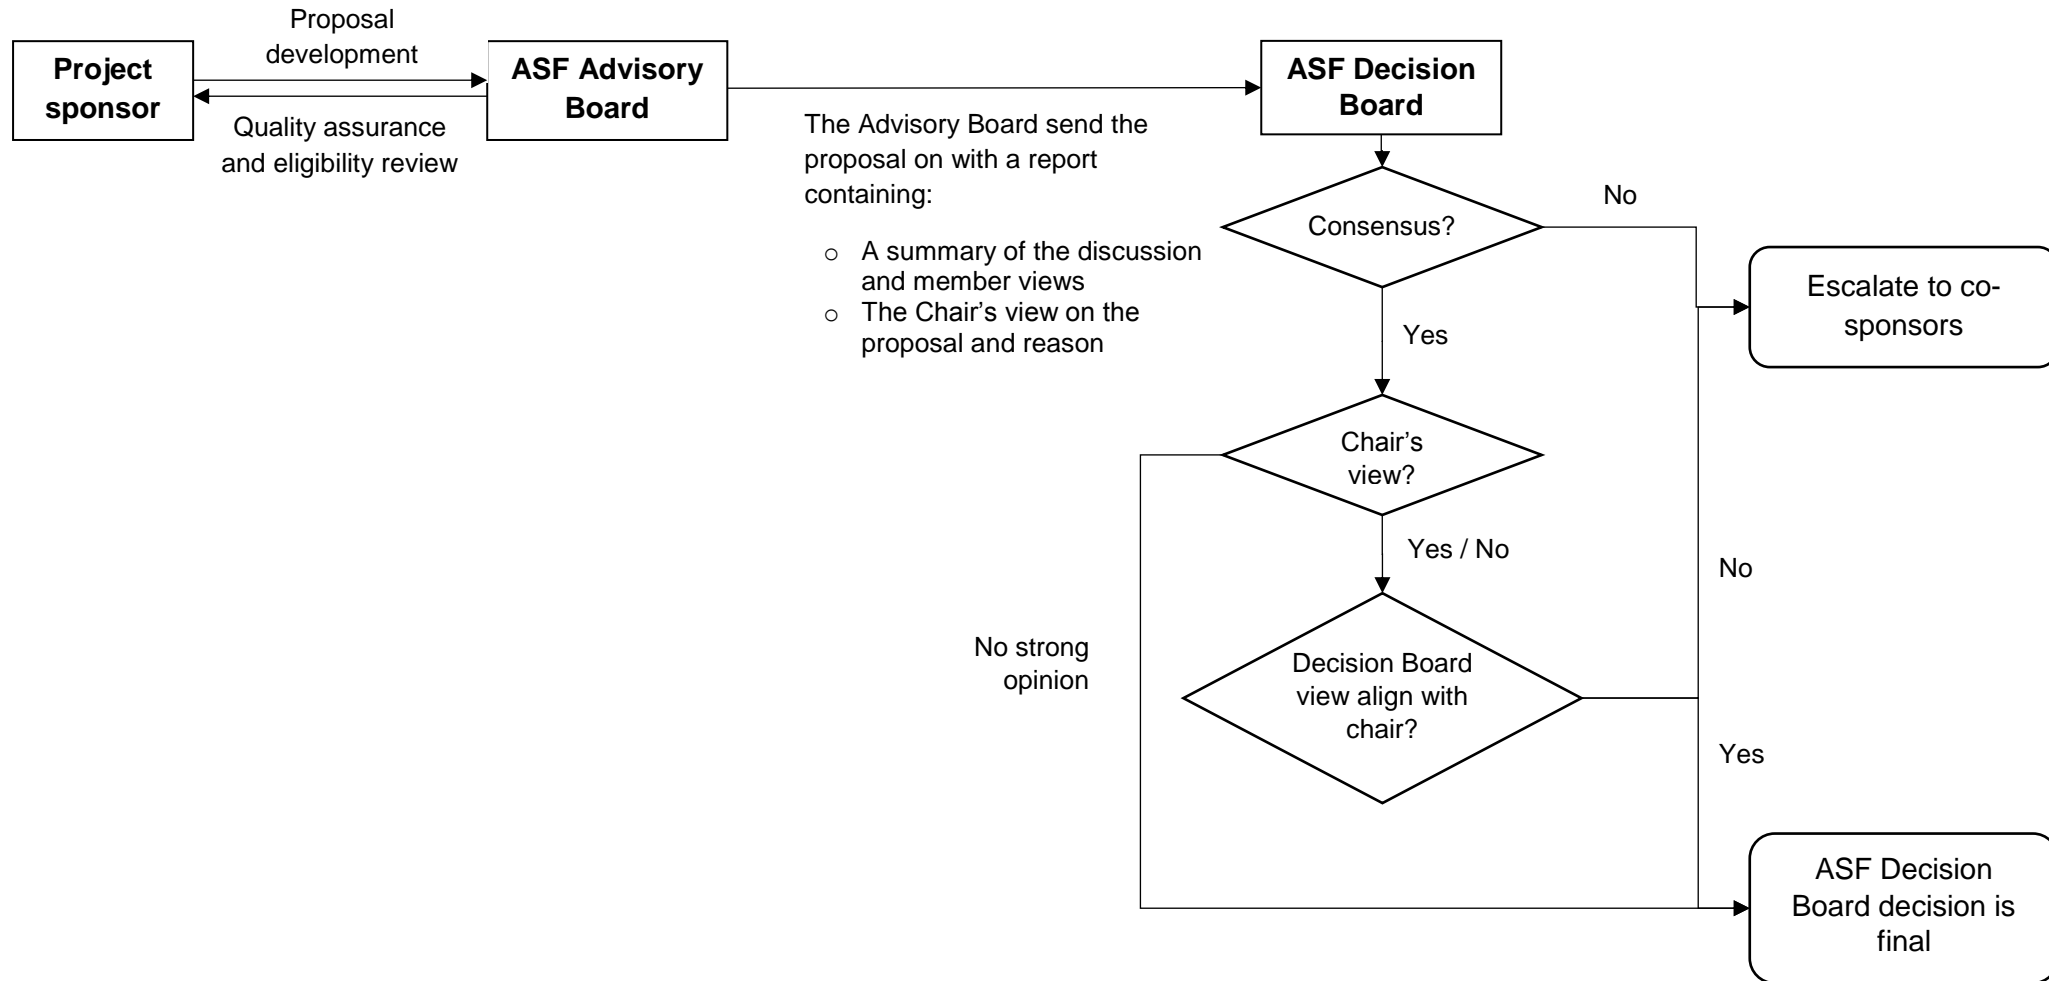 Proposal
development
Project
sponsor
ASF Advisory
Board
ASF Decision
Board
Quality assurance
and eligibility review
The Advisory Board send the
proposal on with a report
containing:
○ A summary of the discussion
and member views
○ The Chair’s view on the
proposal and reason
Consensus?
No
Escalate to co-
sponsors
Yes
Chair’s
view?
Yes / No
No
No strong
opinion
Decision Board
view align with
chair?
Yes
ASF Decision
Board decision is
final